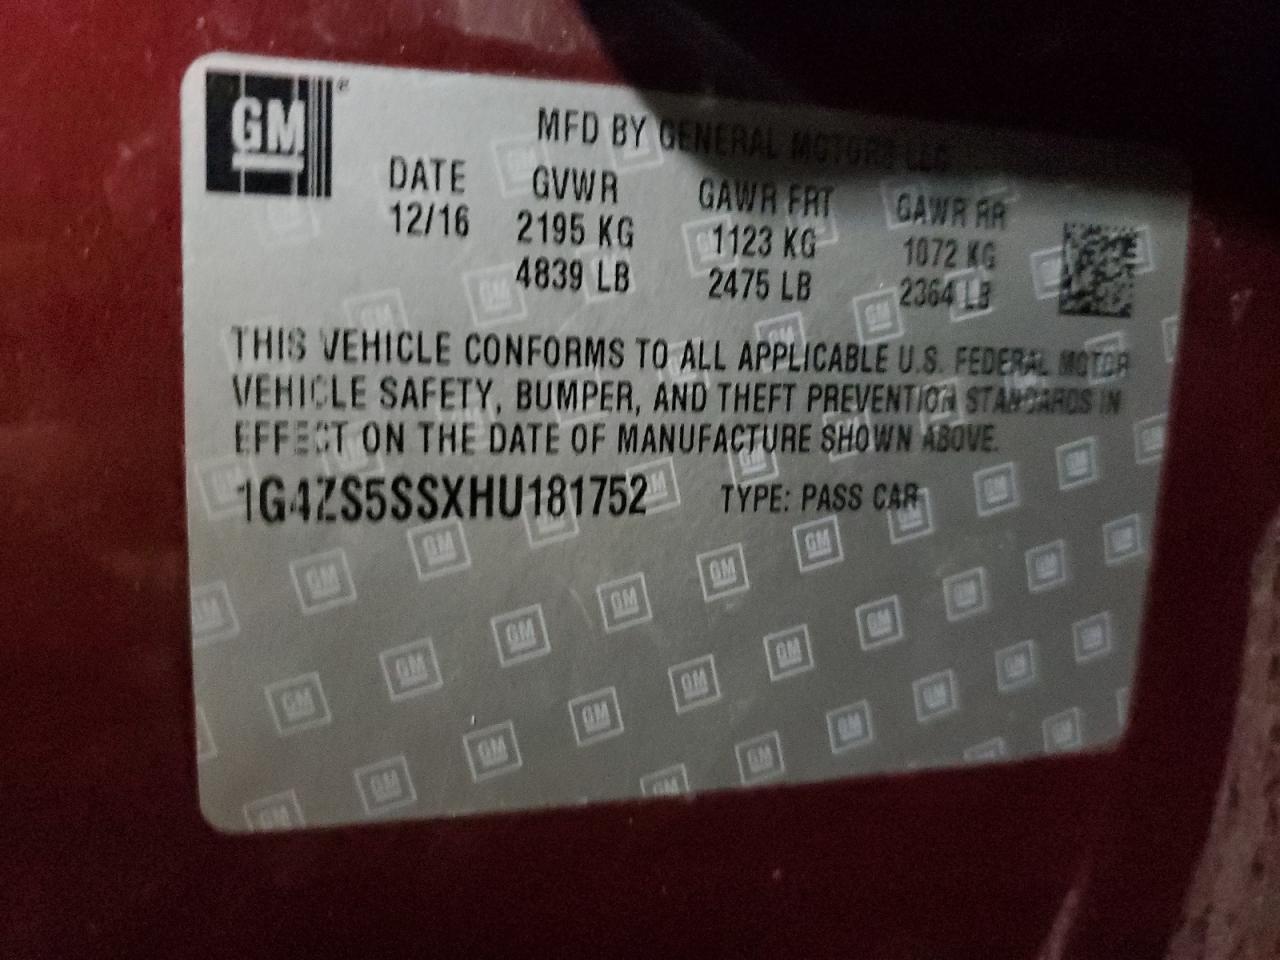 GM
MFD BY GENERAL MOTORS LLC
DATE GVWR GAWR FRT GAWR RR
12/16 2195 KG 1123 KG 1072 KG
4839 LB 2475 LB 2364 LB
THIS VEHICLE CONFORMS TO ALL APPLICABLE U.S. FEDERAL MOTOR
VEHICLE SAFETY, BUMPER, AND THEFT PREVENTION STANDARDS IN
EFFECT ON THE DATE OF MANUFACTURE SHOWN ABOVE.
1G4ZS5SSXHU181752 TYPE: PASS CAR